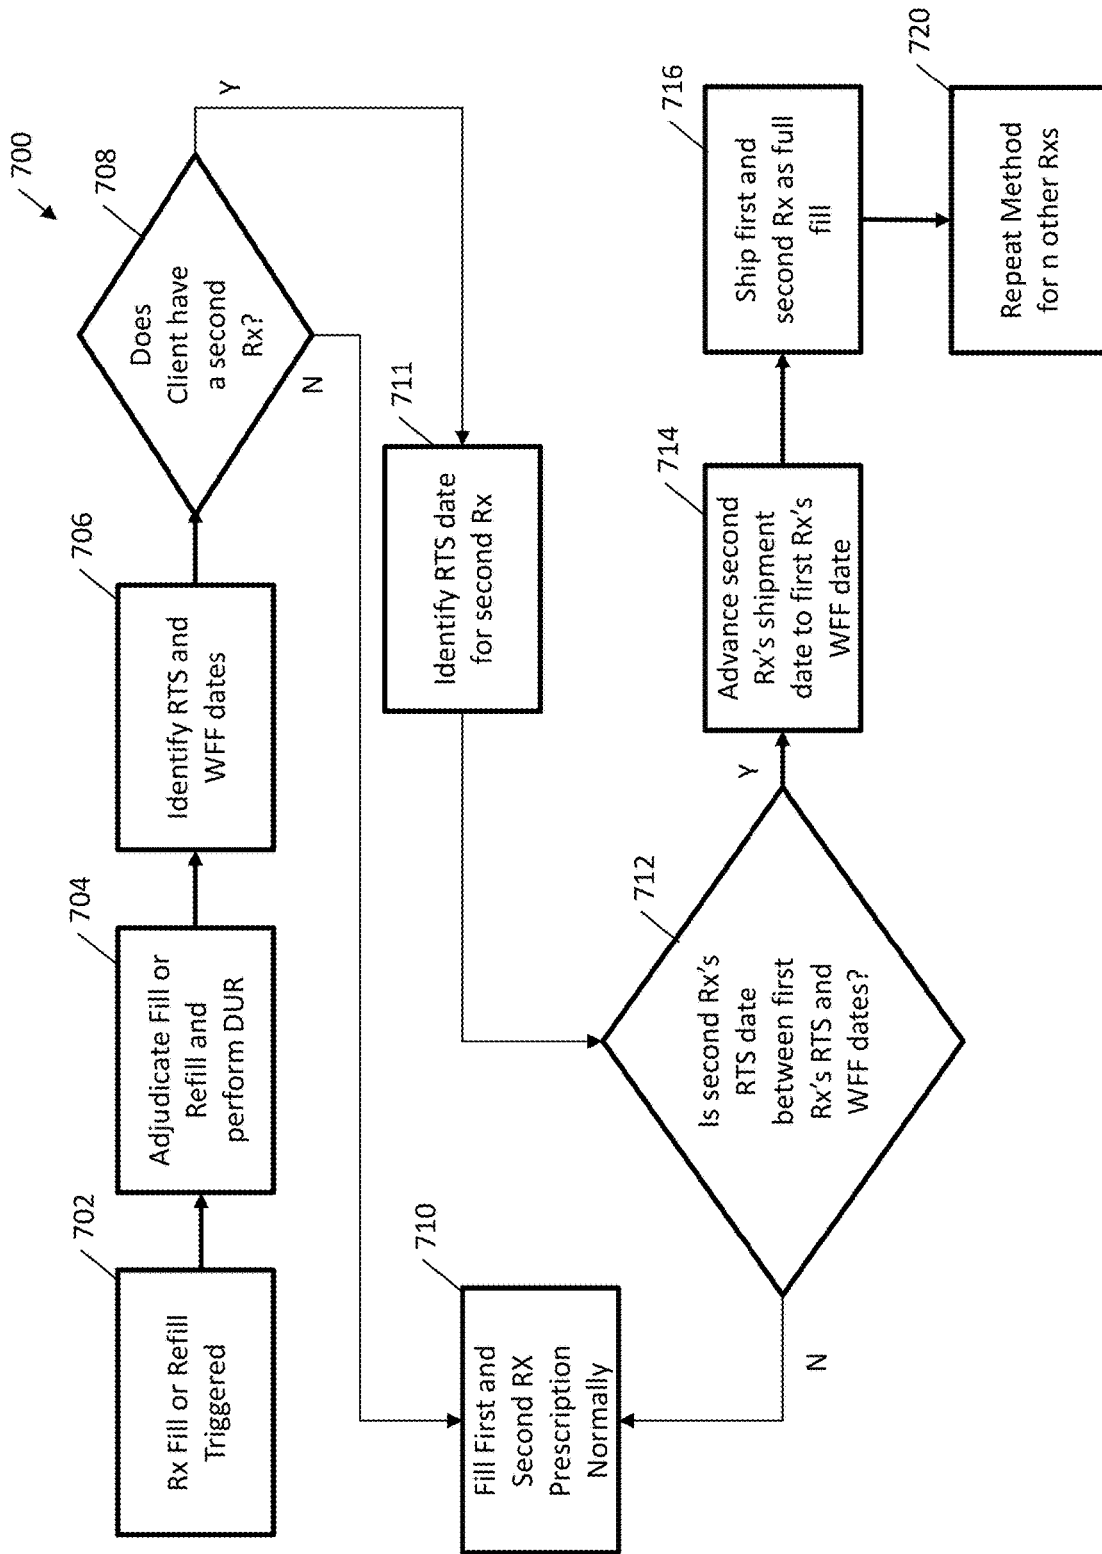 700
702
Rx Fill or Refill
Triggered
704
Adjudicate Fill or
Refill and
perform DUR
706
Identify RTS and
WFF dates
708
Does
Client have
a second
Rx?
Y
N
710
Fill First and
Second RX
Prescription
Normally
711
Identify RTS date
for second Rx
712
Is second Rx's
RTS date
between first
Rx's RTS and
WFF dates?
N
Y
714
Advance second
Rx's shipment
date to first Rx's
WFF date
716
Ship first and
second Rx as full
fill
720
Repeat Method
for n other Rxs